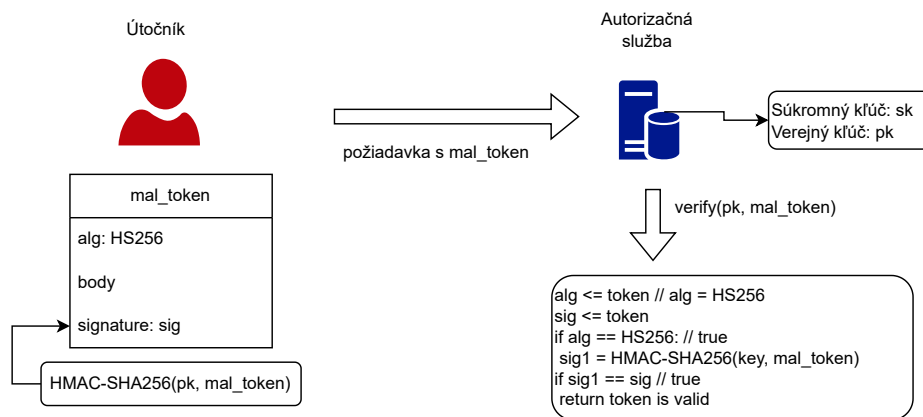 Útočník
Autorizačná
služba
Súkromný kľúč: sk
Verejný kľúč: pk
požiadavka s mal_token
mal_token
alg: HS256
body
signature: sig
HMAC-SHA256(pk, mal_token)
verify(pk, mal_token)
alg <= token // alg = HS256
sig <= token
if alg == HS256: // true
sig1 = HMAC-SHA256(key, mal_token)
if sig1 == sig // true
return token is valid